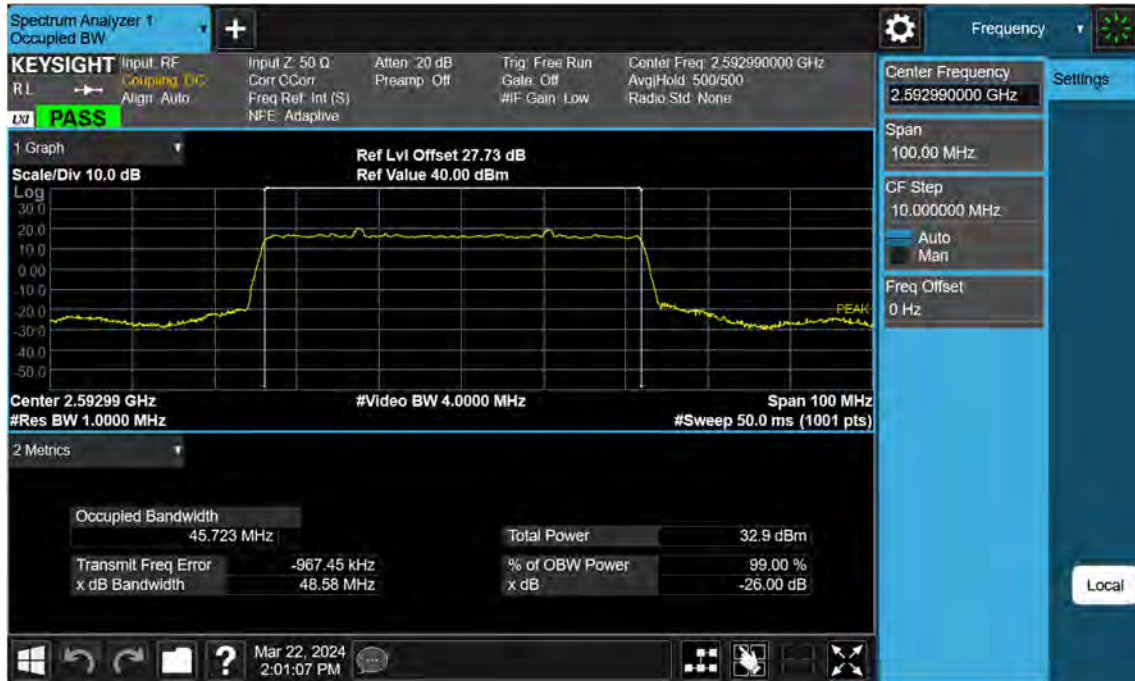 Spectrum Analyzer 1
Occupied BW
+
Frequency
KEYSIGHT
R L
LXI
PASS
Input: RF
Coupling: DC
Align: Auto
Input Z: 50 Ω
Corr CCorr
Freq Ref: Int (S)
NFE: Adaptive
Atten: 20 dB
Preamp: Off
Trig: Free Run
Gate: Off
#IF Gain: Low
Center Freq: 2.592990000 GHz
Avg|Hold: 500/500
Radio Std: None
Center Frequency
2.592990000 GHz
Settings
Span
100.00 MHz
CF Step
10.000000 MHz
Auto
Man
Freq Offset
0 Hz
1 Graph
Scale/Div 10.0 dB
Ref Lvl Offset 27.73 dB
Ref Value 40.00 dBm
Log
30.0
20.0
10.0
0.00
-10.0
-20.0
-30.0
-40.0
-50.0
PEAK
Center 2.59299 GHz
#Video BW 4.0000 MHz
Span 100 MHz
#Res BW 1.0000 MHz
#Sweep 50.0 ms (1001 pts)
2 Metrics
Occupied Bandwidth
45.723 MHz
Total Power 32.9 dBm
Transmit Freq Error -967.45 kHz
% of OBW Power 99.00 %
x dB Bandwidth 48.58 MHz
x dB -26.00 dB
Local
?
Mar 22, 2024
2:01:07 PM